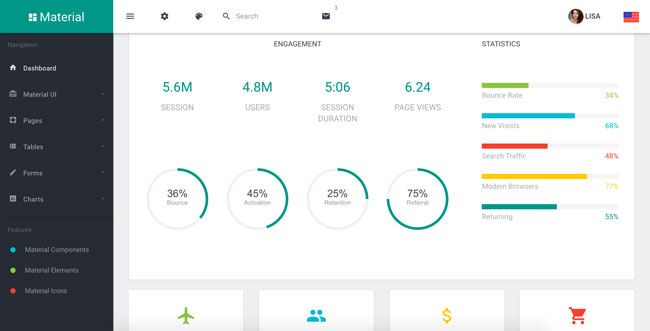 Material
Search
3
LISA
Navigation
Dashboard
Material UI
Pages
Tables
Forms
Charts
Features
Material Components
Material Elements
Material Icons
ENGAGEMENT
5.6M
SESSION
4.8M
USERS
5:06
SESSION
DURATION
6.24
PAGE VIEWS
36%
Bounce
45%
Activation
25%
Retention
75%
Referral
STATISTICS
Bounce Rate 34%
New Visists 68%
Search Traffic 48%
Modern Browsers 77%
Returning 55%